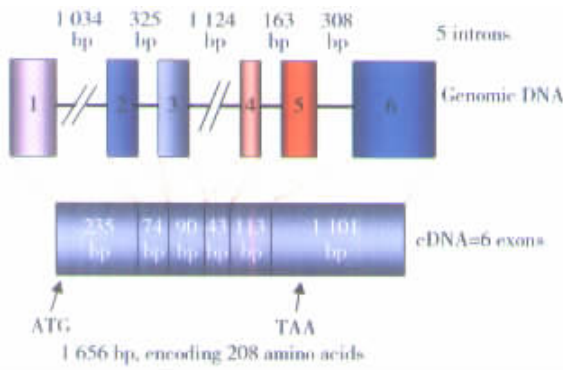 1 034 bp 325 bp 1 124 bp 163 bp 308 bp
5 introns
1 2 3 4 5 6
Genomic DNA
235 bp 74 bp 90 bp 43 bp 113 bp 1 101 bp
cDNA=6 exons
ATG TAA
1 656 bp, encoding 208 amino acids